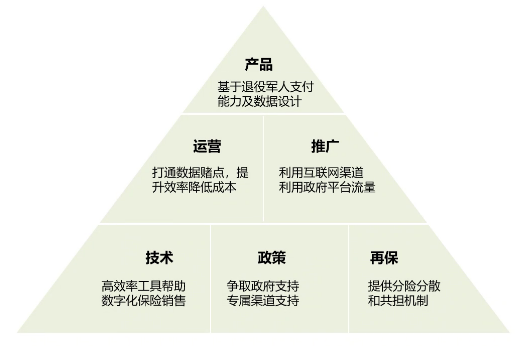 产品
基于退役军人支付
能力及数据设计
运营
打通数据赌点，提
升效率降低成本
推广
利用互联网渠道
利用政府平台流量
技术
高效率工具帮助
数字化保险销售
政策
争取政府支持
专属渠道支持
再保
提供分险分散
和共担机制